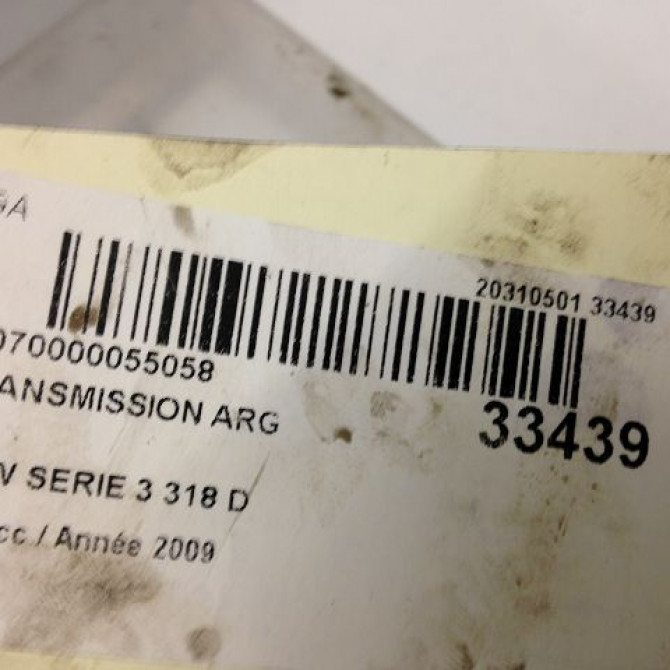 GA
20310501 33439
070000055058
ANSMISSION ARG
33439
W SERIE 3 318 D
cc / Année 2009